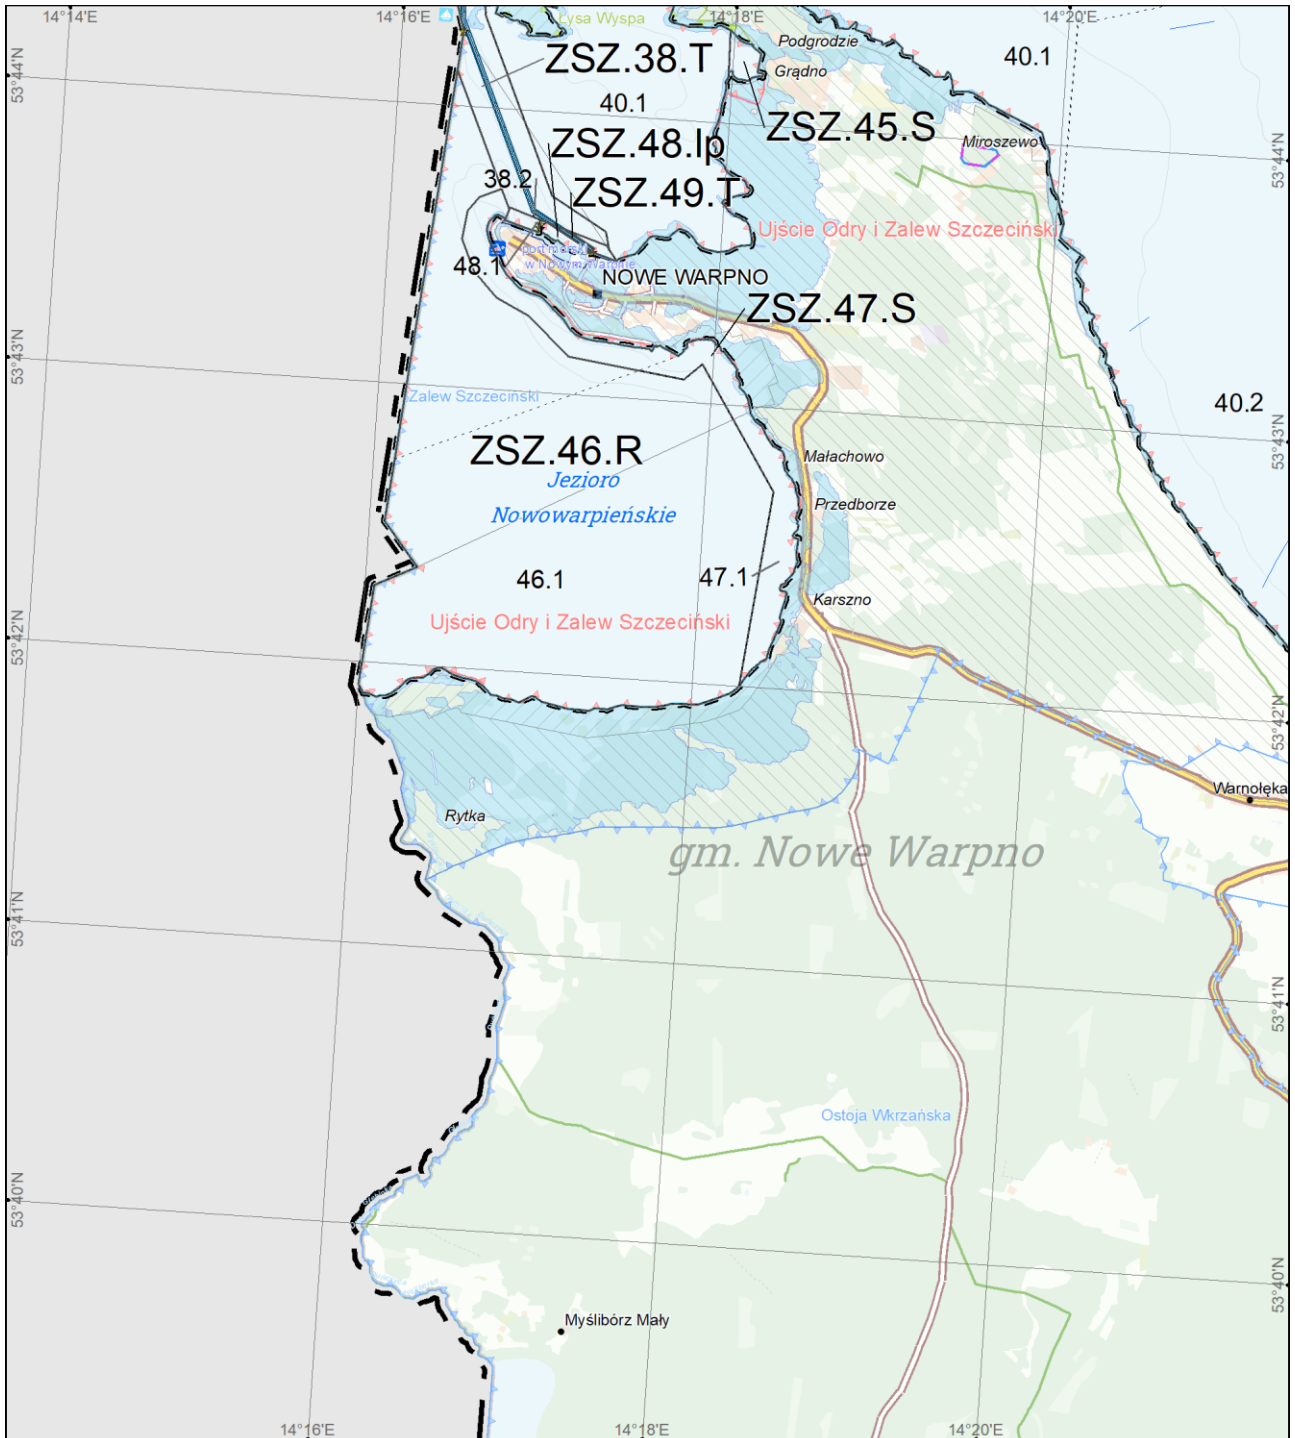 14°14'E
14°16'E
14°18'E
14°20'E
Łysa Wyspa
Podgrodzie
Grądno
40.1
ZSZ.38.T
40.1
ZSZ.45.S
53°44'N
Miroszewo
53°44'N
ZSZ.48.Ip
38.2
ZSZ.49.T
Ujście Odry i Zalew Szczeciński
port morski
w Nowym Warpnie
48.1
NOWE WARPNO
ZSZ.47.S
53°43'N
Zalew Szczeciński
40.2
ZSZ.46.R
Małachowo
53°43'N
Jezioro
Nowowarpieńskie
Przedborze
46.1
47.1
Karszno
Ujście Odry i Zalew Szczeciński
53°42'N
53°42'N
Warnołęka
Rytka
gm. Nowe Warpno
53°41'N
53°41'N
Ostoja Wkrzańska
53°40'N
53°40'N
Myślibórz Mały
14°16'E
14°18'E
14°20'E